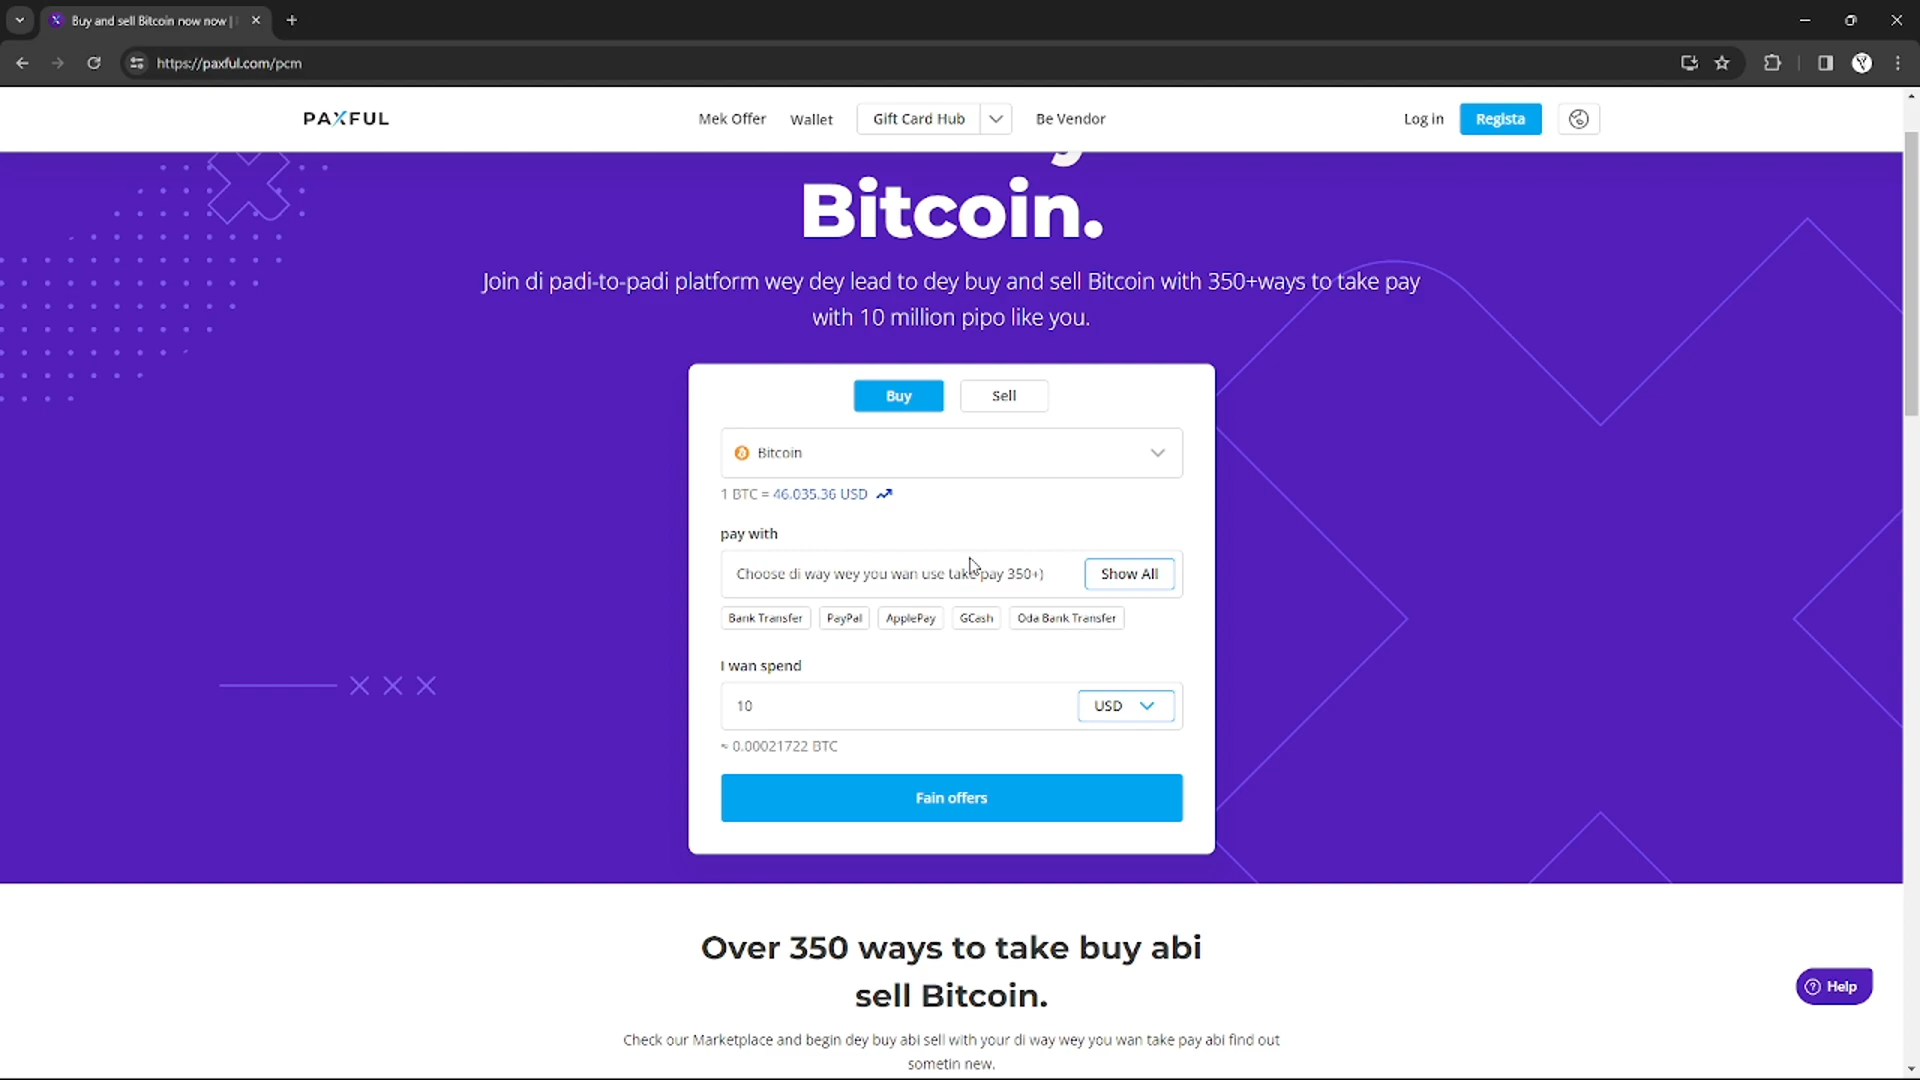 Buy and sell Bitcoin now now |
https://paxful.com/pcm
PAXFUL
Mek Offer
Wallet
Gift Card Hub
Be Vendor
Log in
Regista
Bitcoin.
Join di padi-to-padi platform wey dey lead to dey buy and sell Bitcoin with 350+ways to take pay
with 10 million pipo like you.
Buy
Sell
Bitcoin
1 BTC = 46,035.36 USD
pay with
Choose di way wey you wan use take pay 350+)
Show All
Bank Transfer
PayPal
ApplePay
GCash
Oda Bank Transfer
I wan spend
10
USD
≈ 0.00021722 BTC
Fain offers
Over 350 ways to take buy abi
sell Bitcoin.
Check our Marketplace and begin dey buy abi sell with your di way wey you wan take pay abi find out
sometin new.
Help